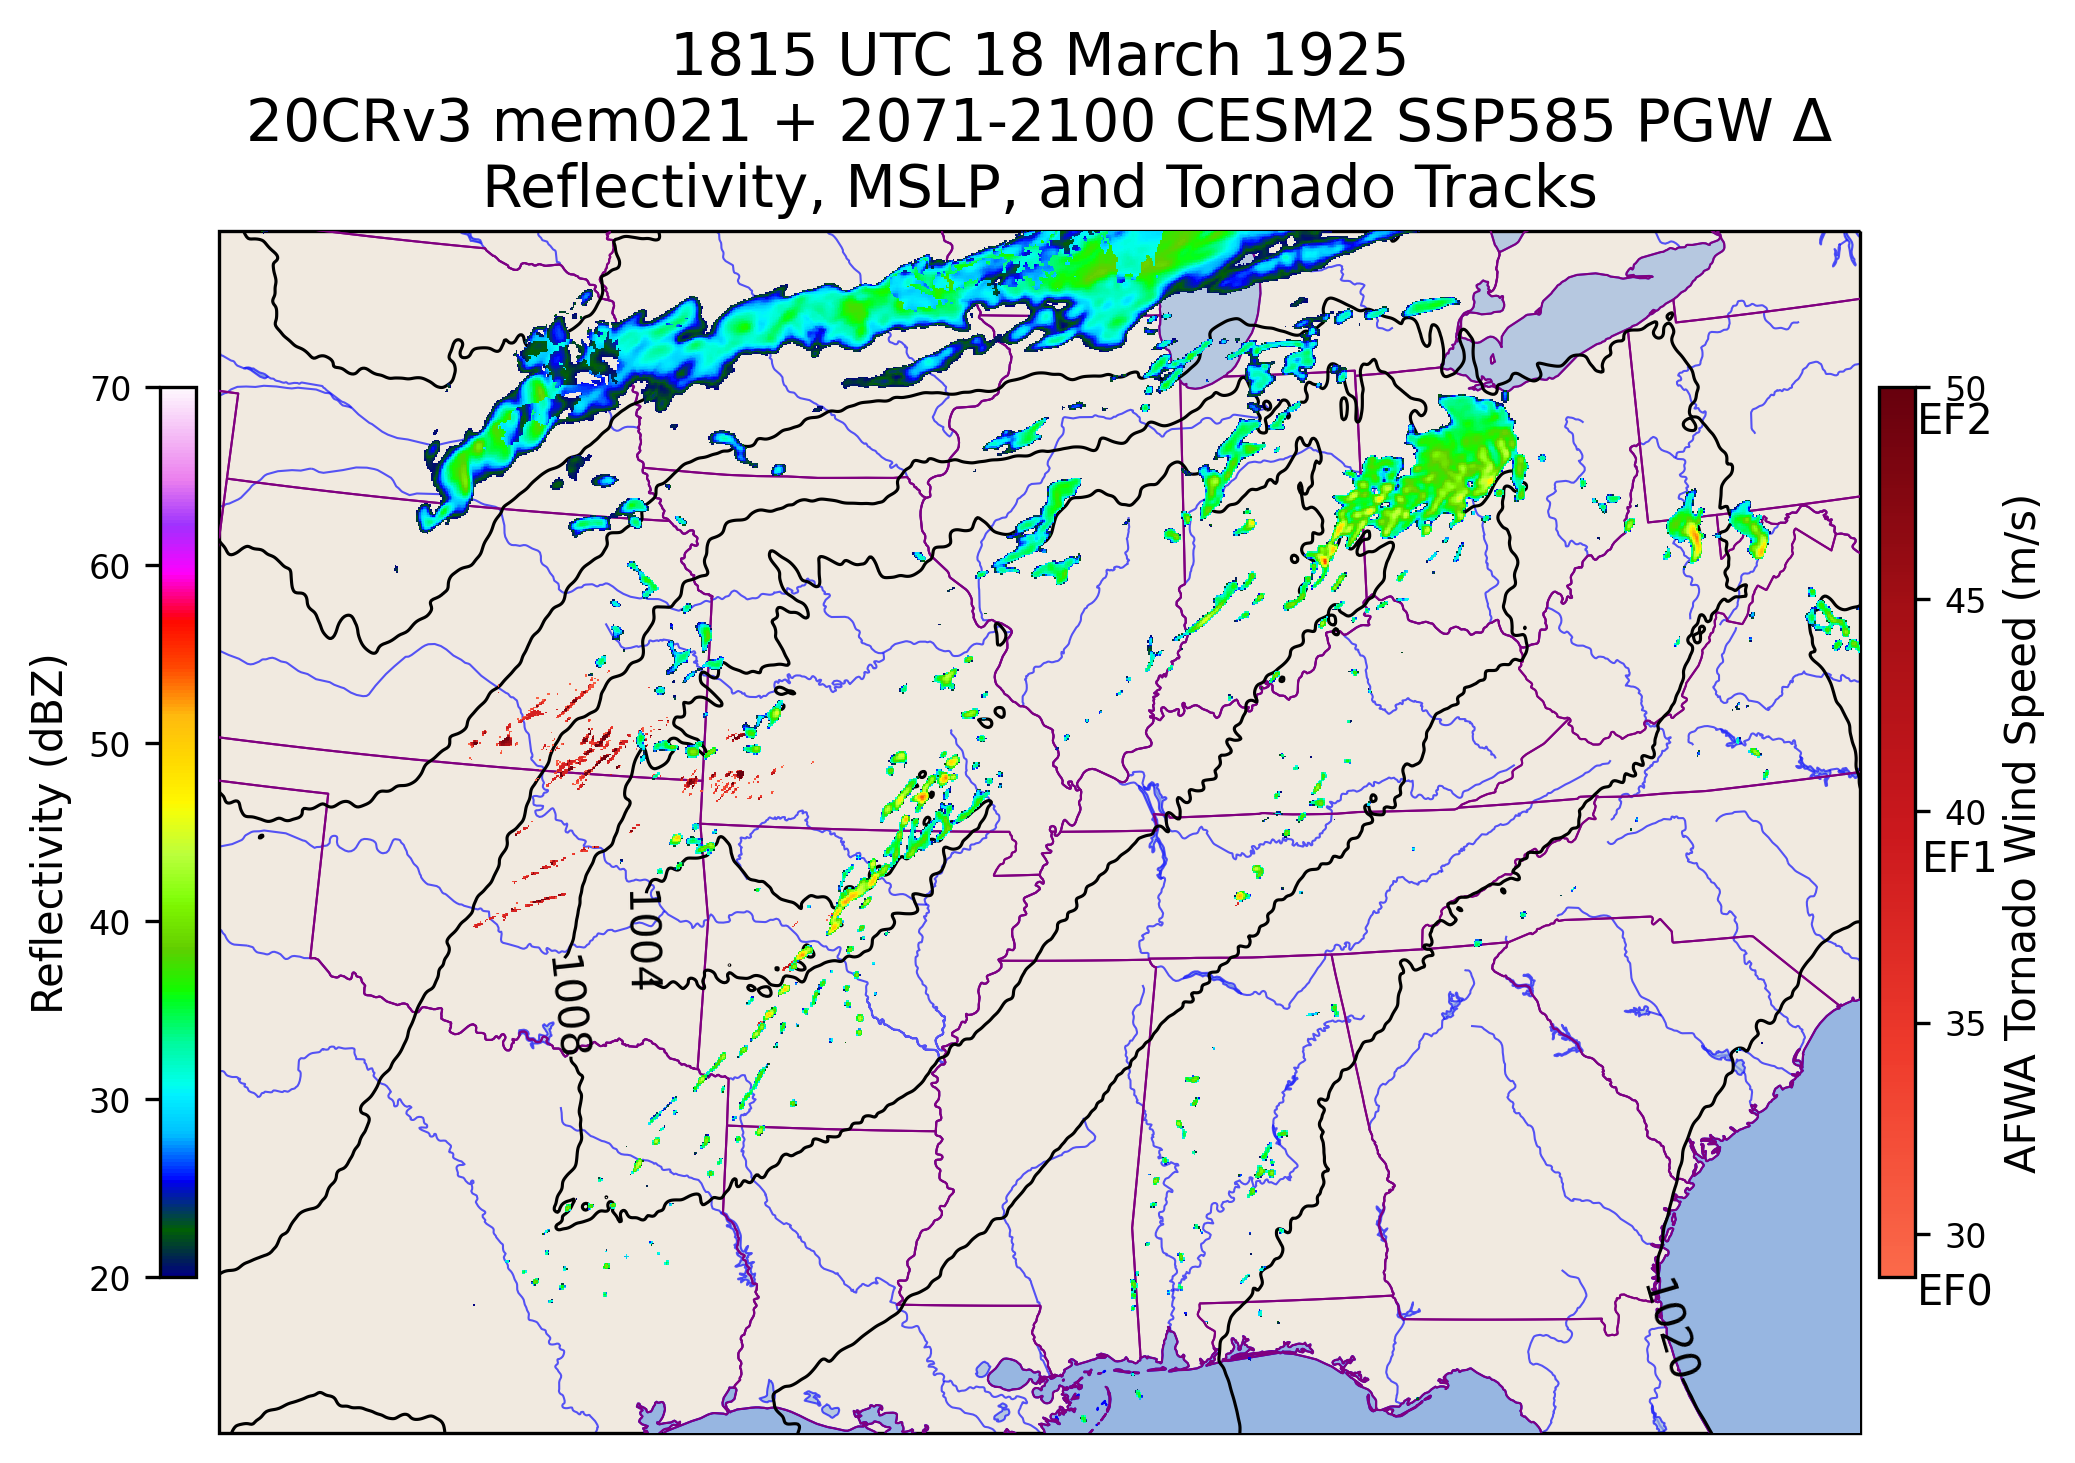 1815 UTC 18 March 1925
20CRv3 mem021 + 2071-2100 CESM2 SSP585 PGW Δ
Reflectivity, MSLP, and Tornado Tracks
Reflectivity (dBZ)
70
60
50
40
30
20
1004
1008
1020
50
EF2
45
40
EF1
35
30
EF0
AFWA Tornado Wind Speed (m/s)